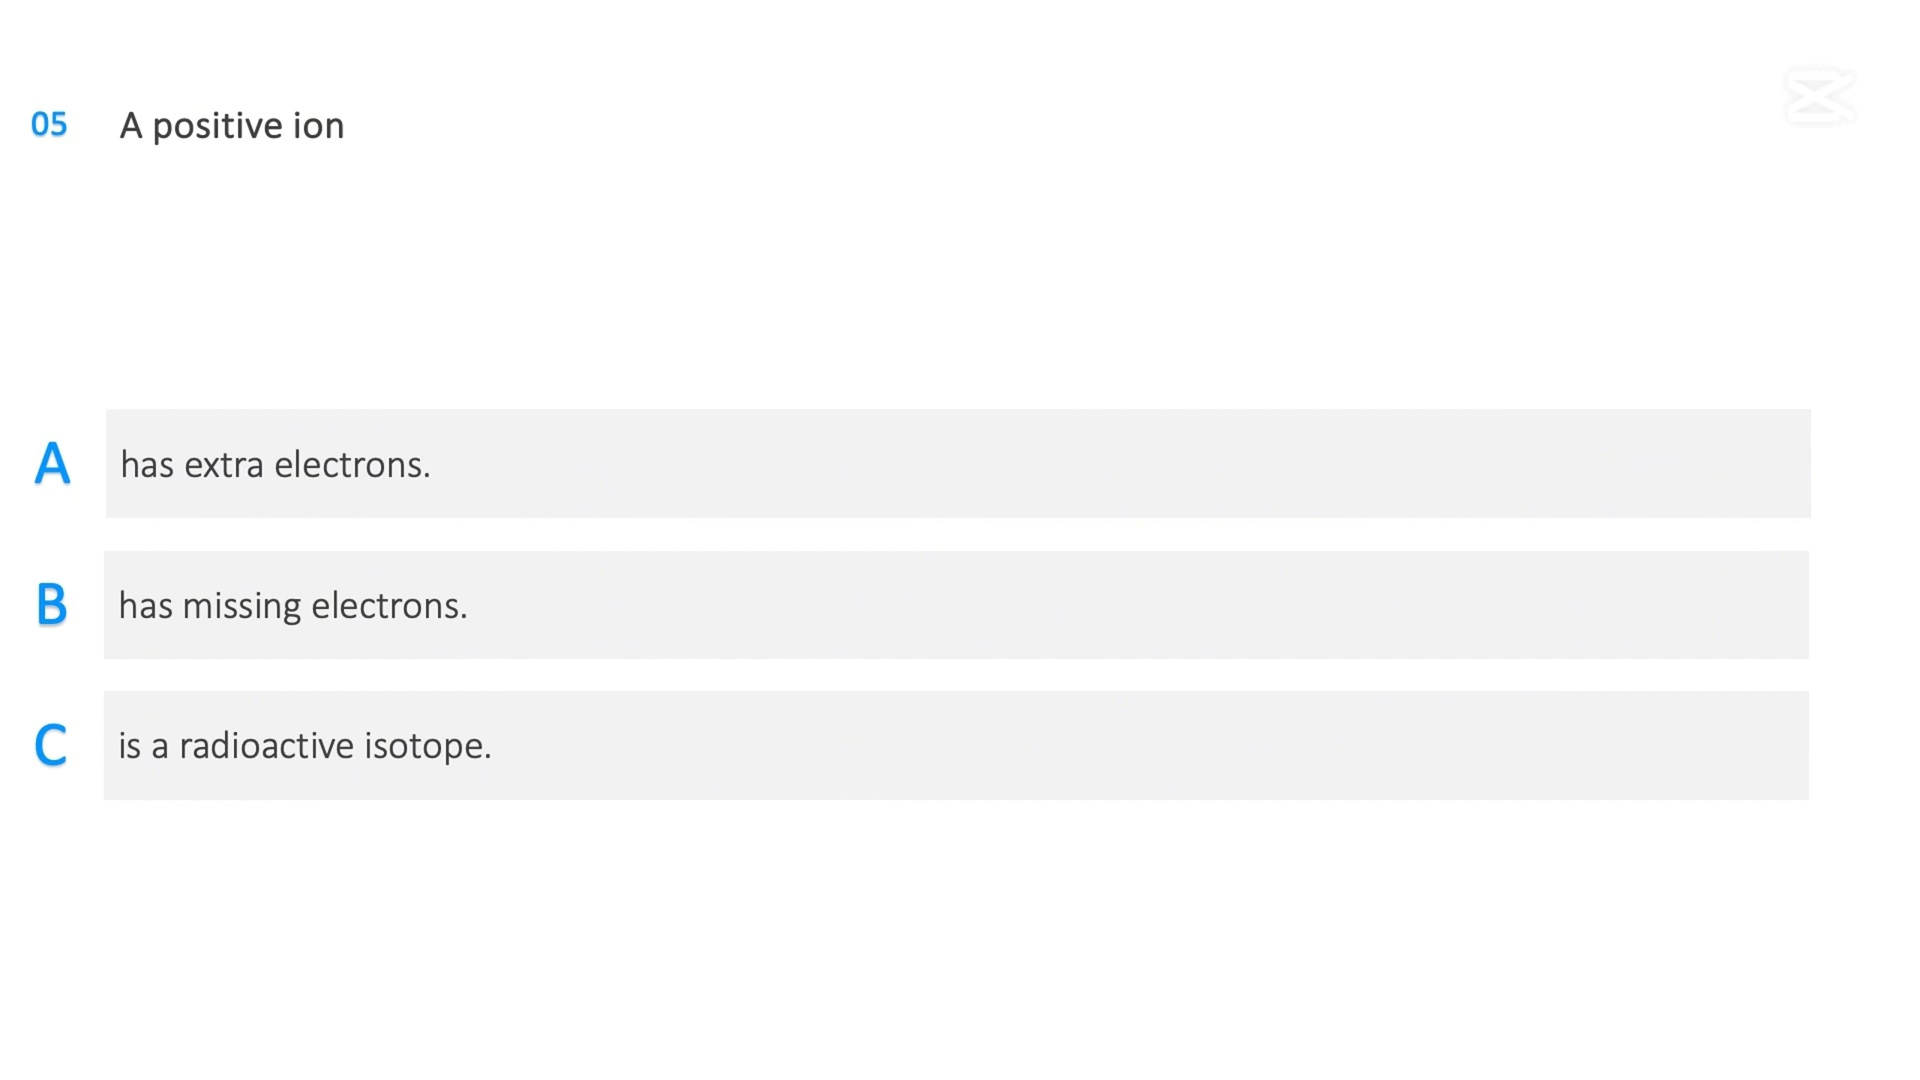 05 A positive ion
A has extra electrons.
B has missing electrons.
C is a radioactive isotope.